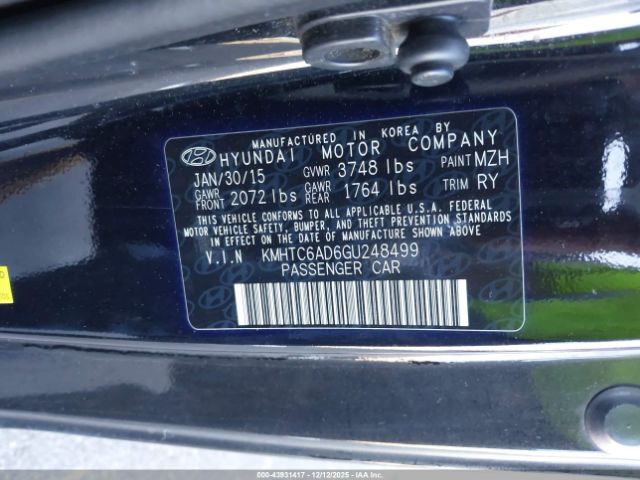 MANUFACTURED IN KOREA BY
HYUNDAI MOTOR COMPANY
JAN/30/15 GVWR 3748 lbs PAINT MZH
GAWR FRONT 2072 lbs GAWR REAR 1764 lbs TRIM RY
THIS VEHICLE CONFORMS TO ALL APPLICABLE U.S.A. FEDERAL
MOTOR VEHICLE SAFETY, BUMPER, AND THEFT PREVENTION STANDARDS
IN EFFECT ON THE DATE OF MANUFACTURE SHOWN ABOVE
V.I.N KMHTC6AD6GU248499
PASSENGER CAR
000-43931417 - 12/12/2025 - IAAI.COM